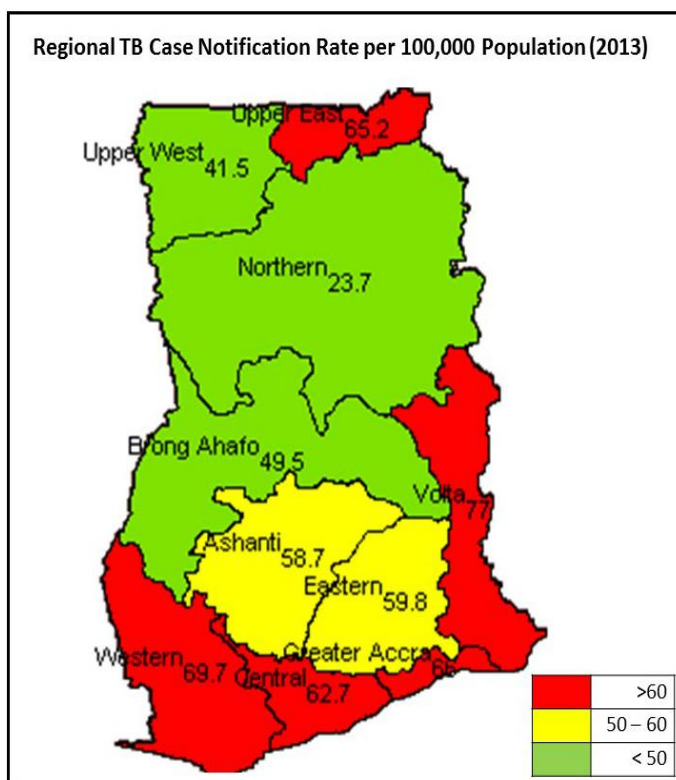 Regional TB Case Notification Rate per 100,000 Population (2013)
Upper East 65.2
Upper West 41.5
Northern 23.7
Brong Ahafo 49.5
Volta 77
Ashanti 58.7
Eastern 59.8
Greater Accra
Western 69.7
Central 62.7
>60
50 – 60
< 50